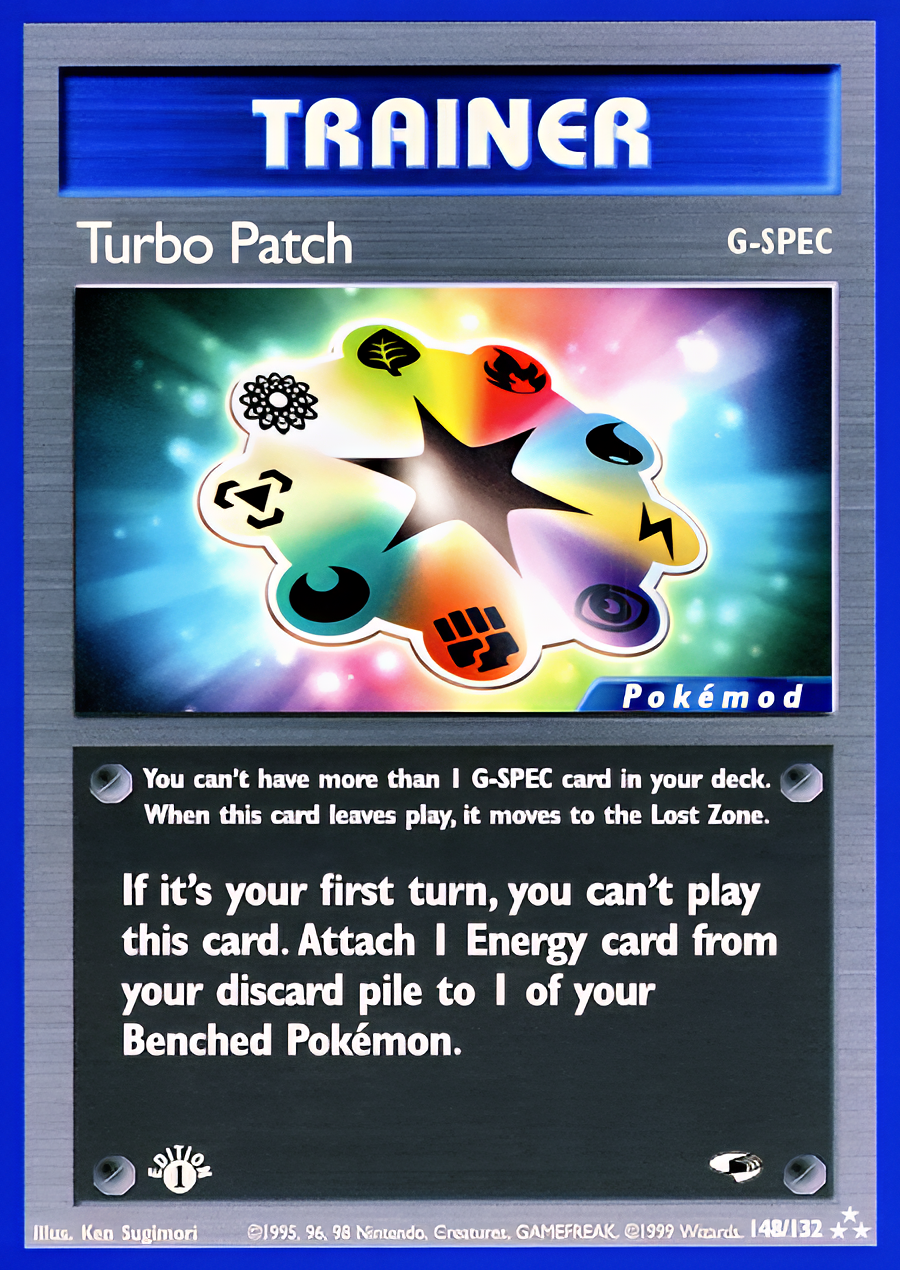 TRAINER
Turbo Patch
G-SPEC
Pokémod
You can't have more than 1 G-SPEC card in your deck.
When this card leaves play, it moves to the Lost Zone.
If it's your first turn, you can't play
this card. Attach 1 Energy card from
your discard pile to 1 of your
Benched Pokémon.
EDITION
1
Illus. Ken Sugimori
©1995, 96, 98 Nintendo, Creatures, GAMEFREAK. ©1999 Wizards. 148/132